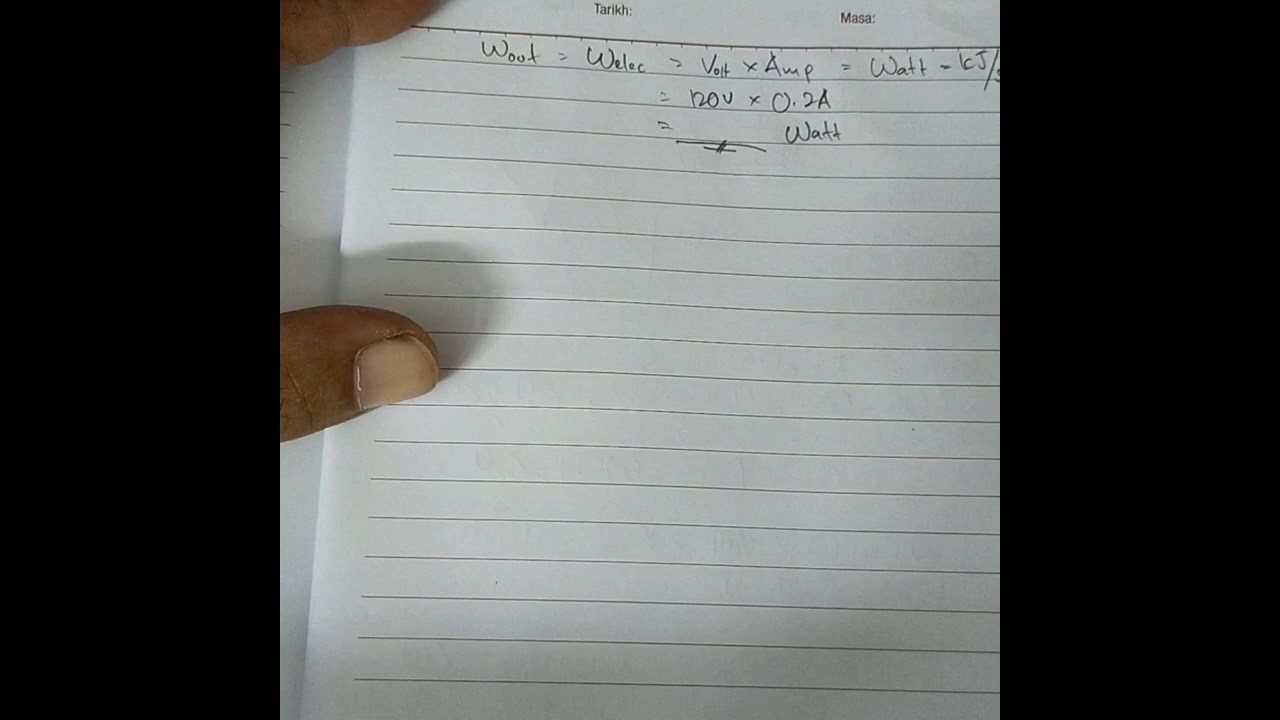 Tarikh:
Masa:
Wout = Welec = Volt × Amp = Watt = kJ/s
= 120V × 0.2A
= Watt